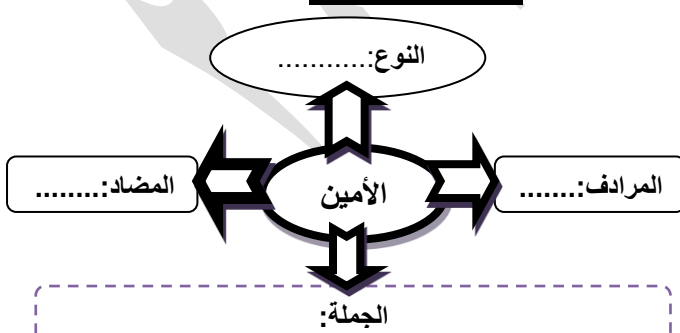 النوع:...........
المرادف:.......
الأمين
المضاد:........
الجملة: